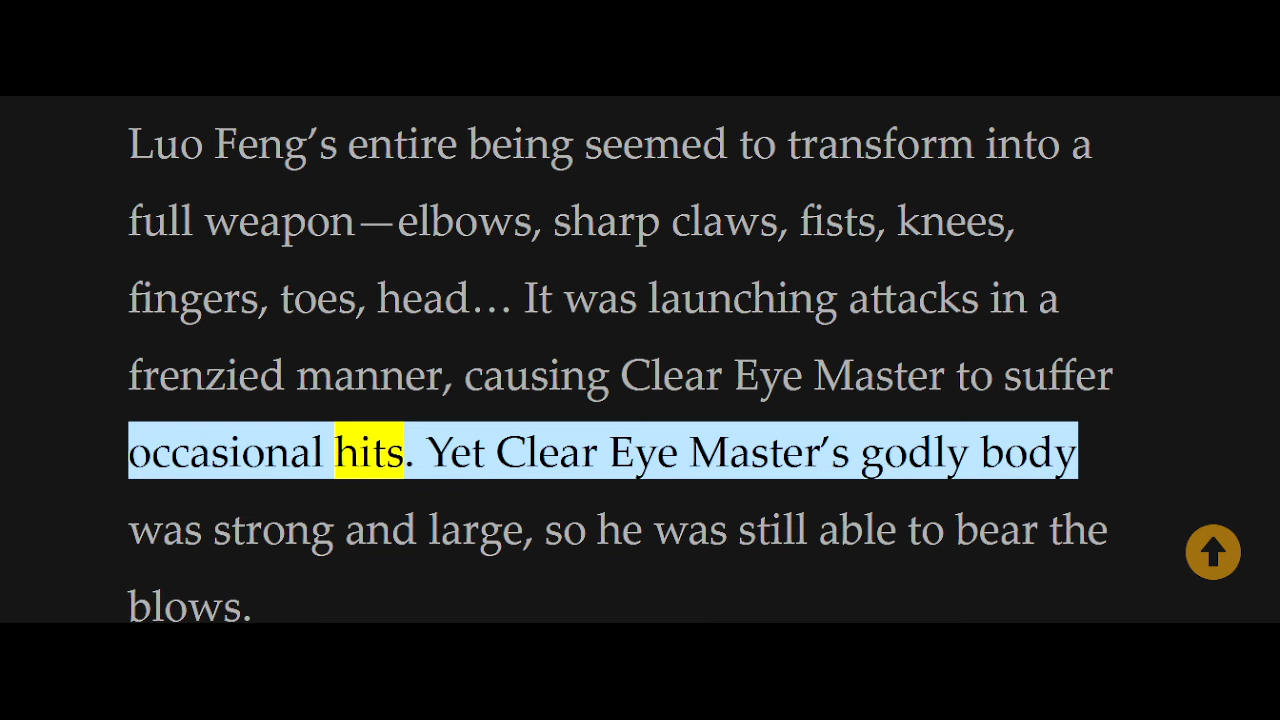 Luo Feng’s entire being seemed to transform into a
full weapon—elbows, sharp claws, fists, knees,
fingers, toes, head… It was launching attacks in a
frenzied manner, causing Clear Eye Master to suffer
occasional hits. Yet Clear Eye Master’s godly body
was strong and large, so he was still able to bear the
blows.